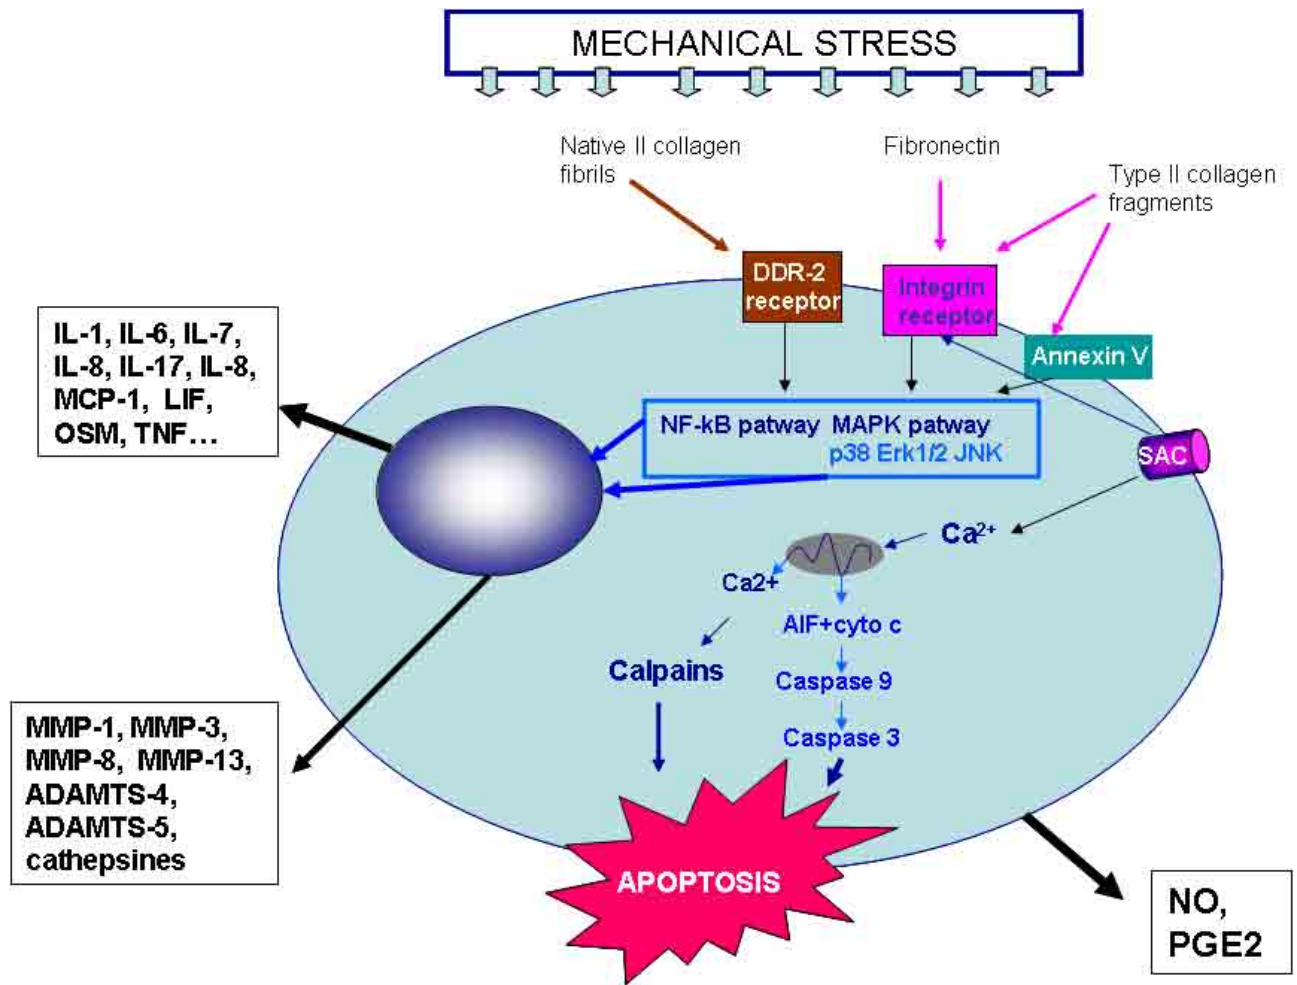 MECHANICAL STRESS
Native II collagen
fibrils
Fibronectin
Type II collagen
fragments
DDR-2
receptor
Integrin
receptor
Annexin V
IL-1, IL-6, IL-7,
IL-8, IL-17, IL-8,
MCP-1, LIF,
OSM, TNF...
NF-kB patway MAPK patway
p38 Erk1/2 JNK
SAC
Ca²⁺
Ca2+
AIF+cyto c
Calpains
Caspase 9
Caspase 3
MMP-1, MMP-3,
MMP-8, MMP-13,
ADAMTS-4,
ADAMTS-5,
cathepsines
APOPTOSIS
NO,
PGE2